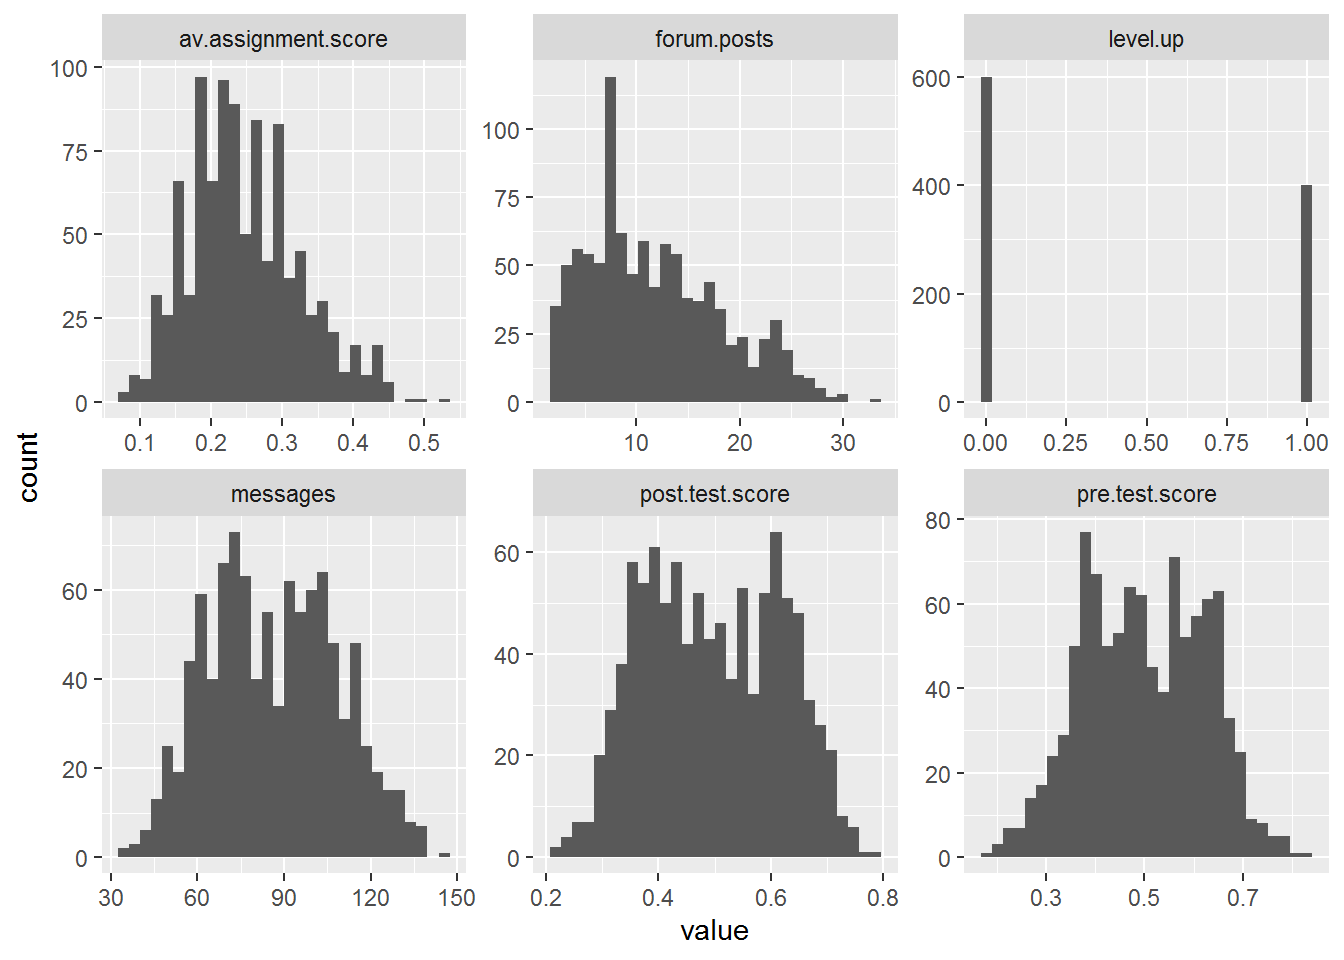 av.assignment.score
forum.posts
level.up
100
75
50
25
0
0.1 0.2 0.3 0.4 0.5
100
75
50
25
0
10 20 30
600
400
200
0
0.00 0.25 0.50 0.75 1.00
count
messages
post.test.score
pre.test.score
60
40
20
0
30 60 90 120 150
60
40
20
0
0.2 0.4 0.6 0.8
80
60
40
20
0
0.3 0.5 0.7
value